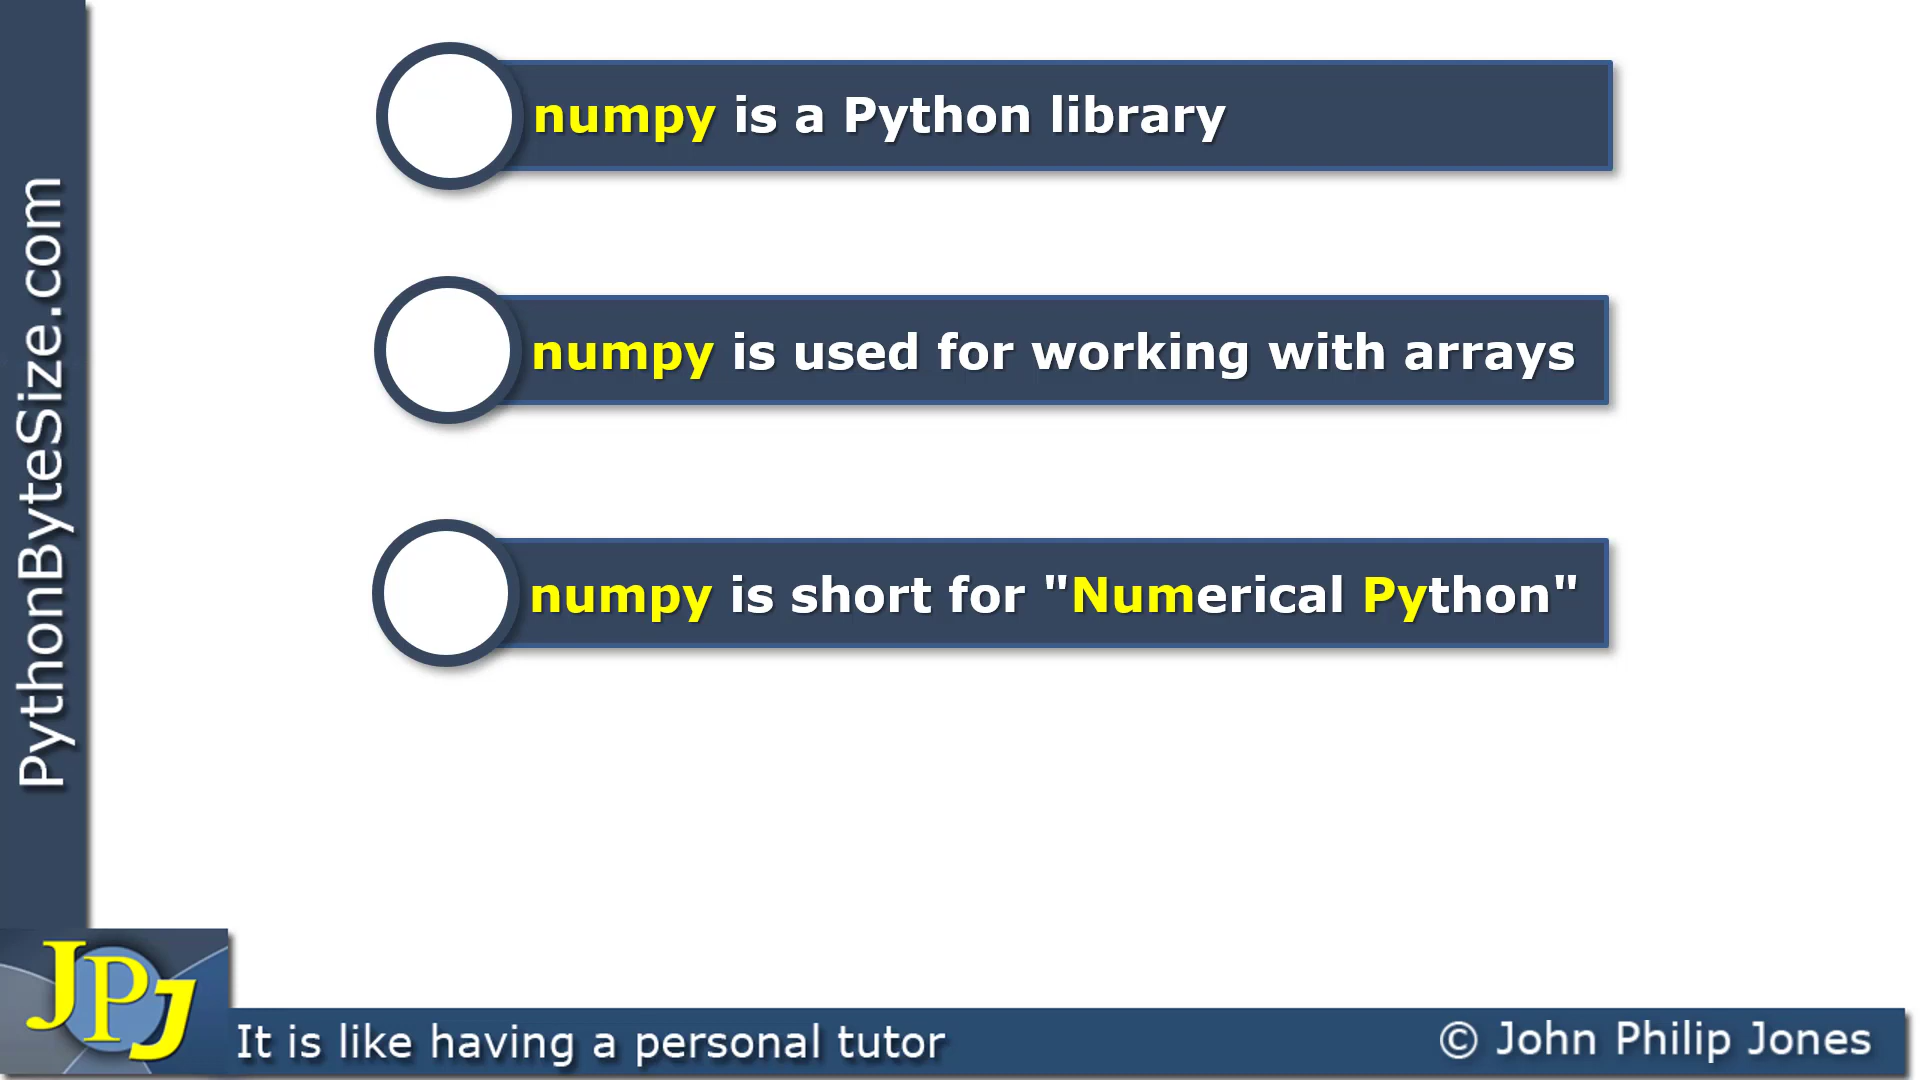 numpy is a Python library
numpy is used for working with arrays
numpy is short for "Numerical Python"
PythonByteSize.com
JPJ
It is like having a personal tutor
© John Philip Jones